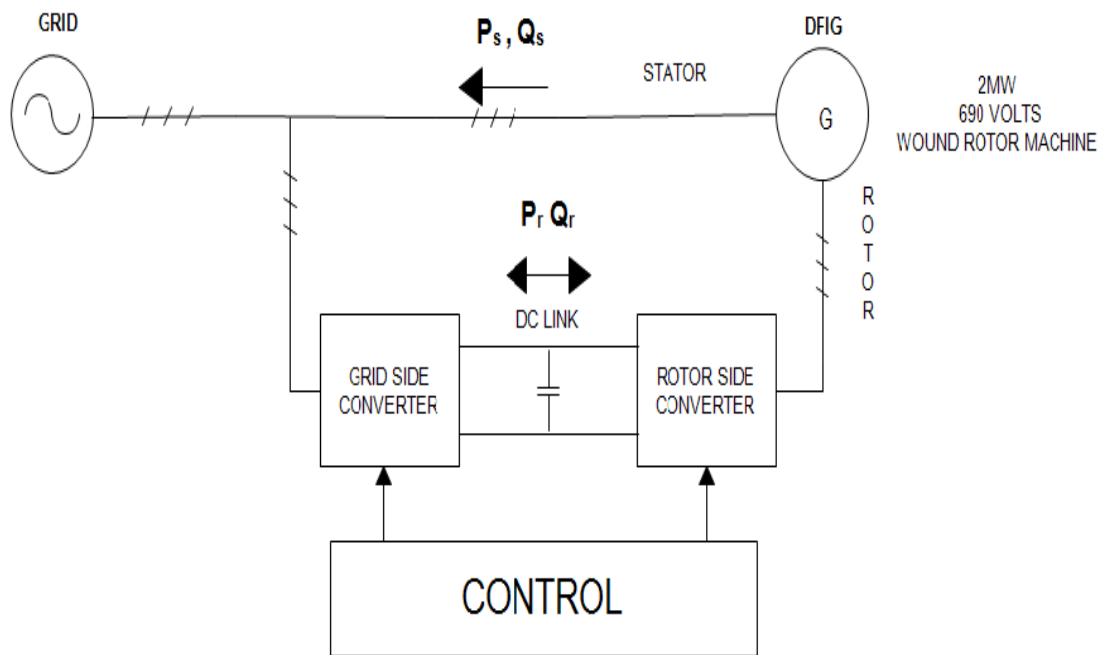 GRID
Ps , Qs
STATOR
DFIG
G
2MW
690 VOLTS
WOUND ROTOR MACHINE
ROTOR
Pr Qr
DC LINK
GRID SIDE
CONVERTER
ROTOR SIDE
CONVERTER
CONTROL